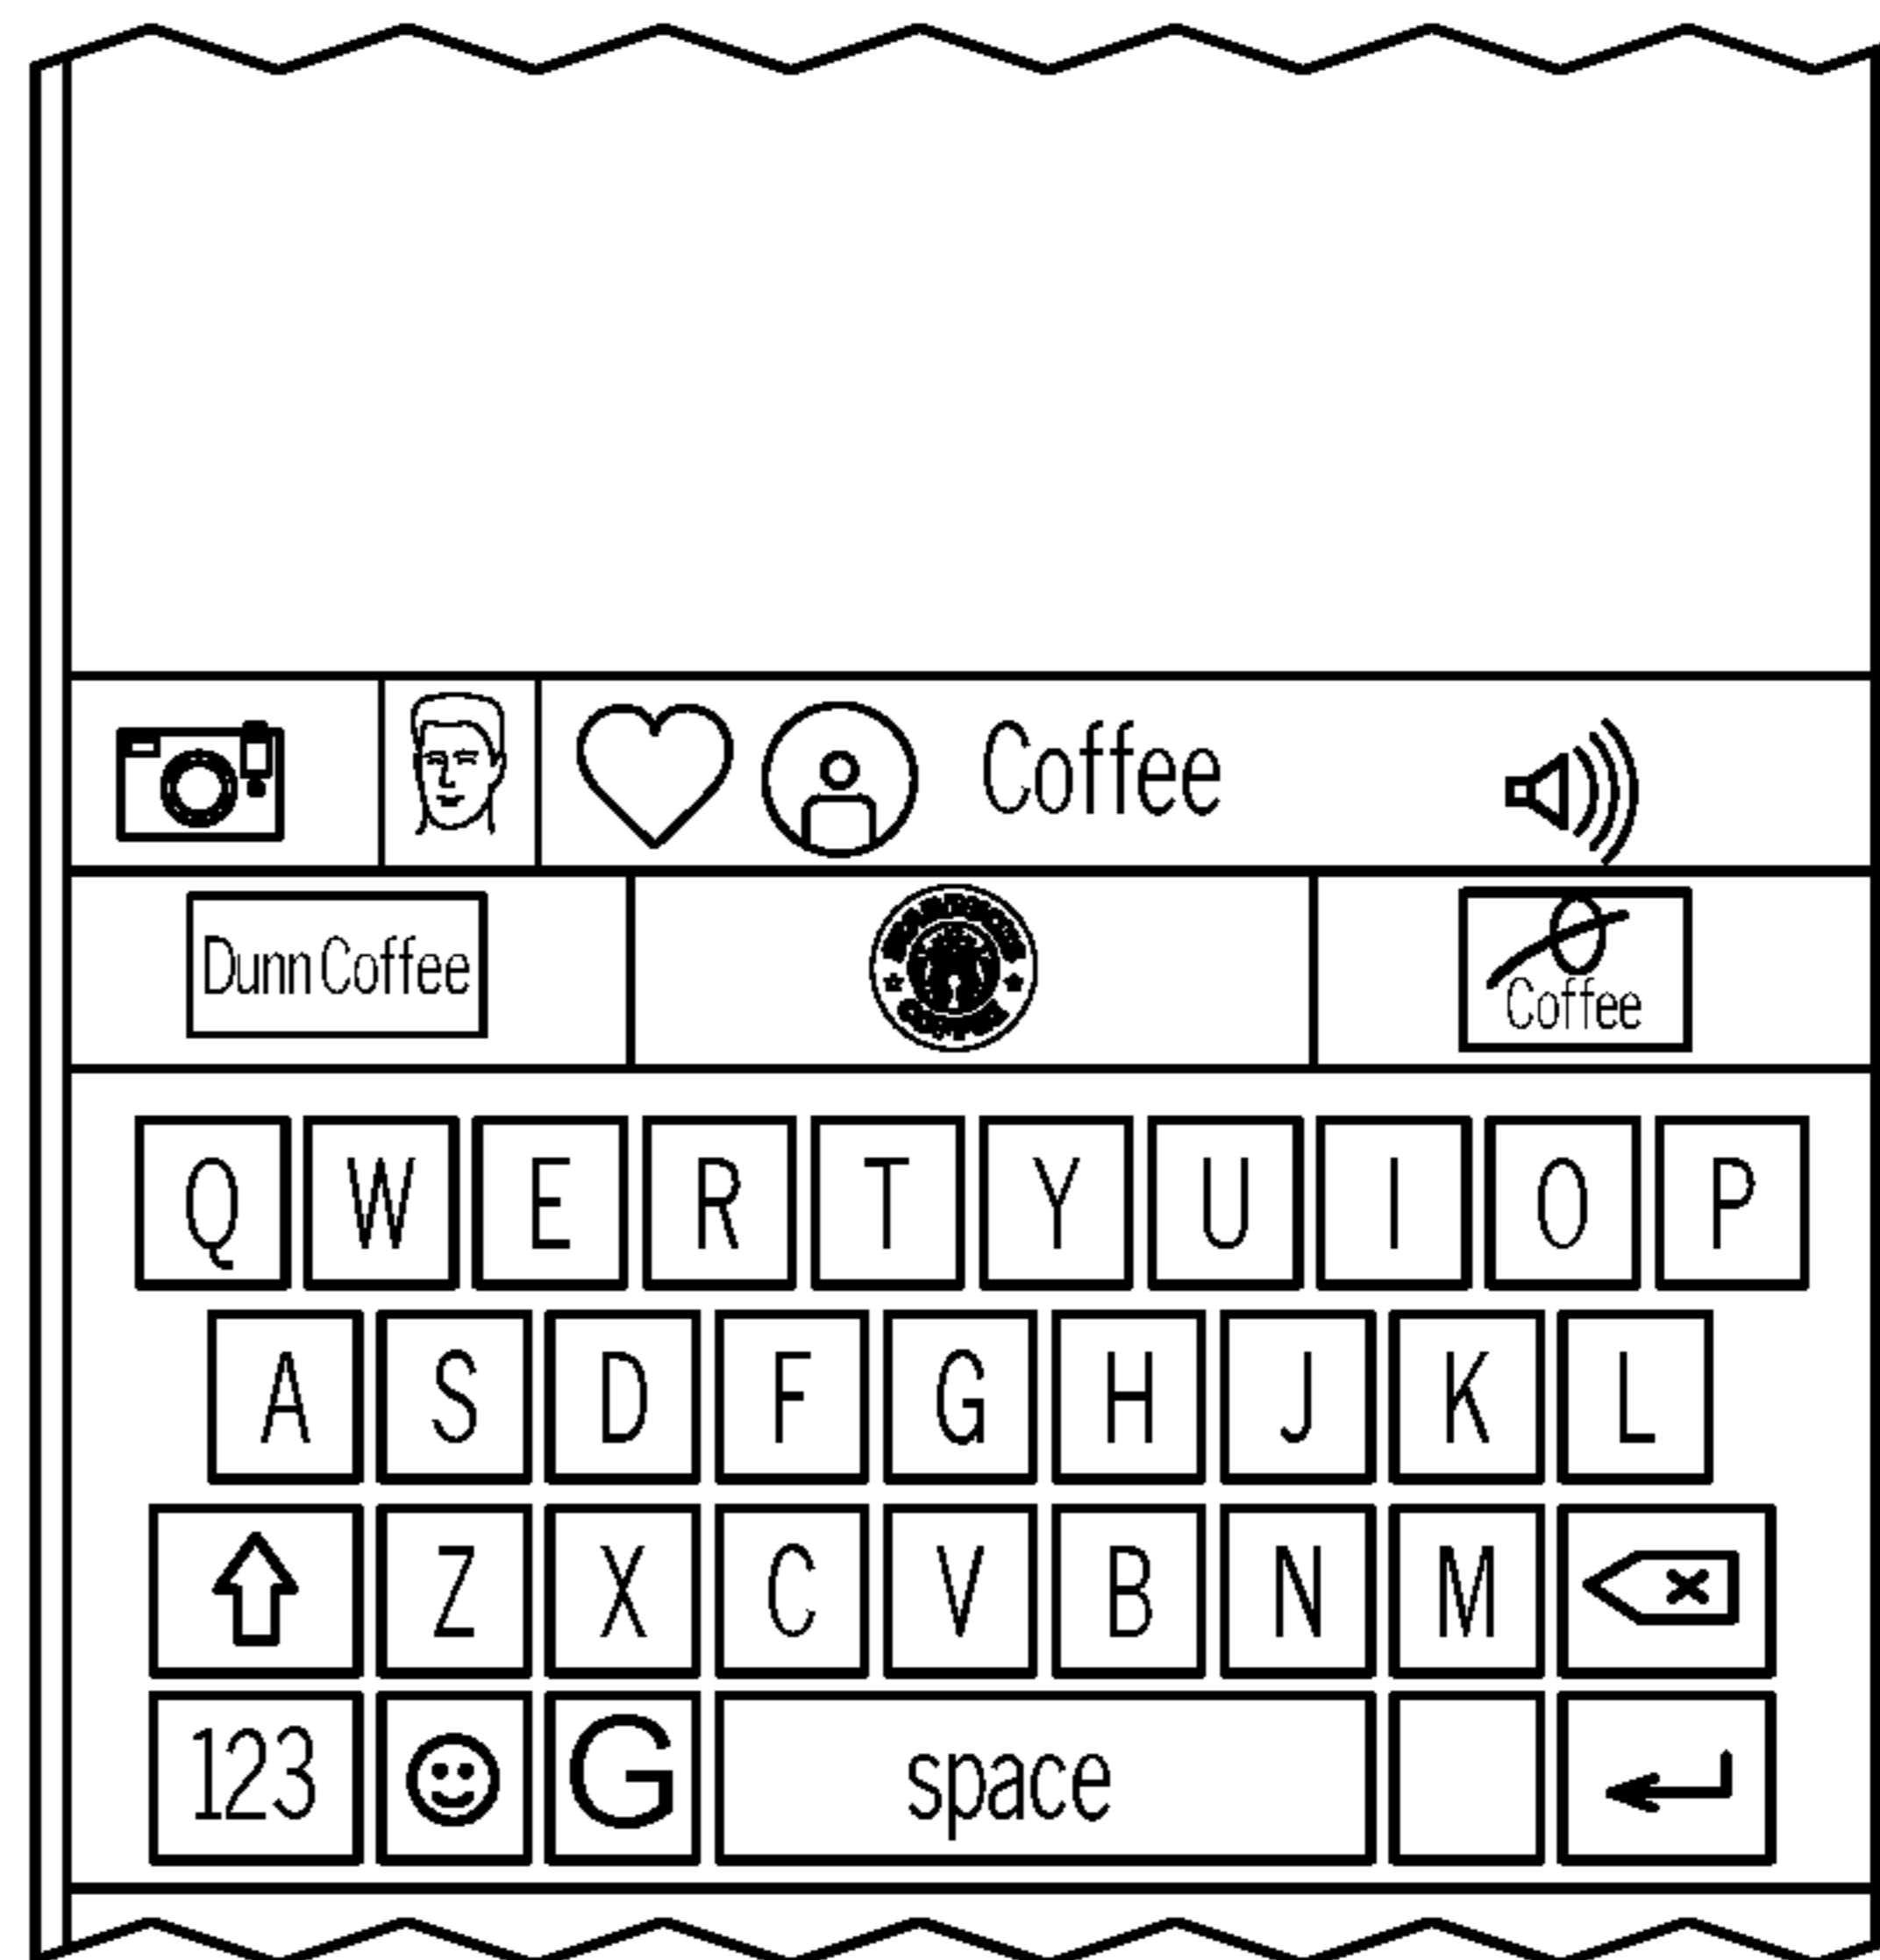 Coffee
Dunn Coffee
Coffee
Q W E R T Y U I O P
A S D F G H J K L
Z X C V B N M
123 G space